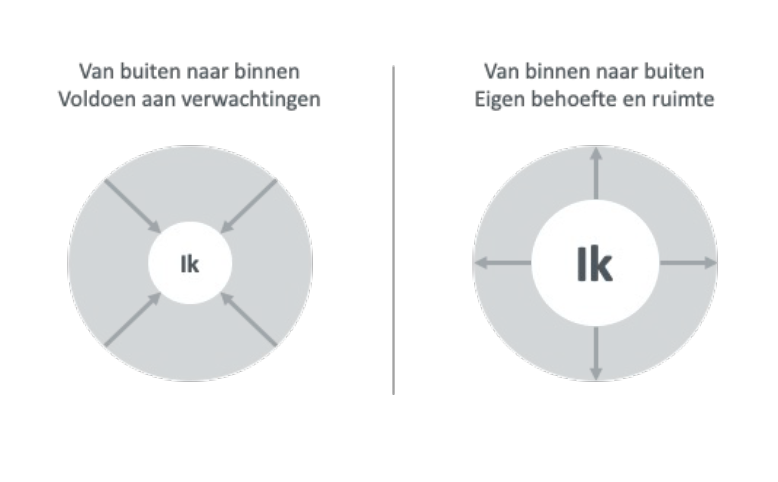 Van buiten naar binnen
Voldoen aan verwachtingen
Ik
Van binnen naar buiten
Eigen behoefte en ruimte
Ik